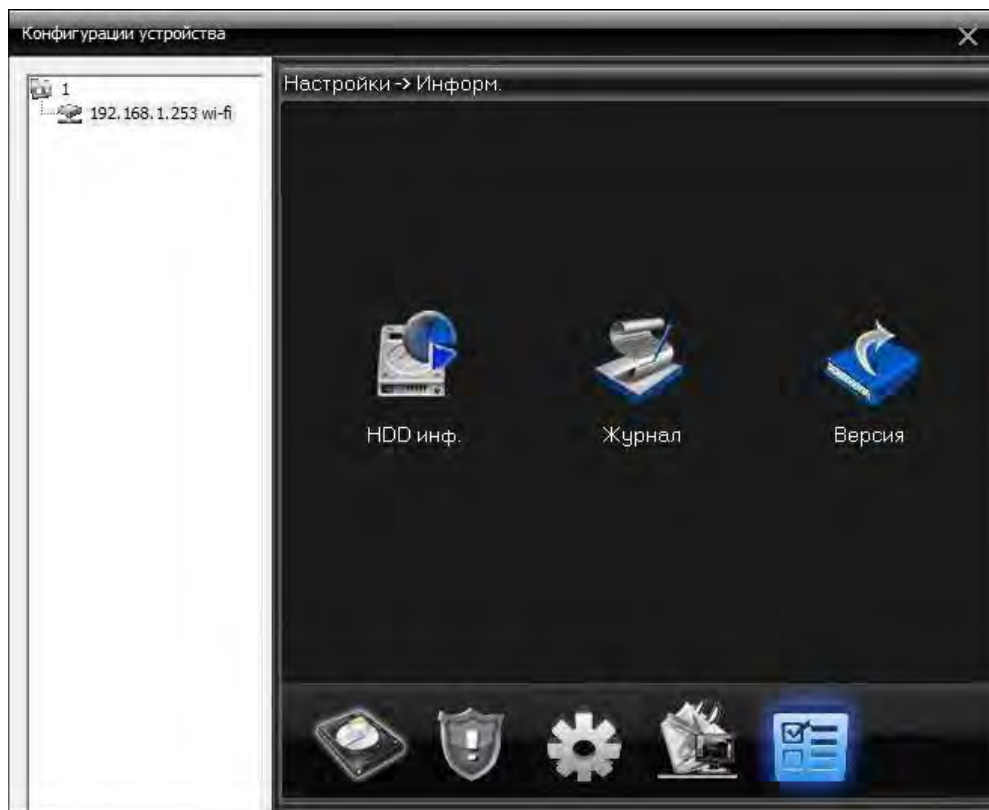 Конфигурации устройства
1
192.168.1.253 wi-fi
Настройки -> Информ.
HDD инф.
Журнал
Версия